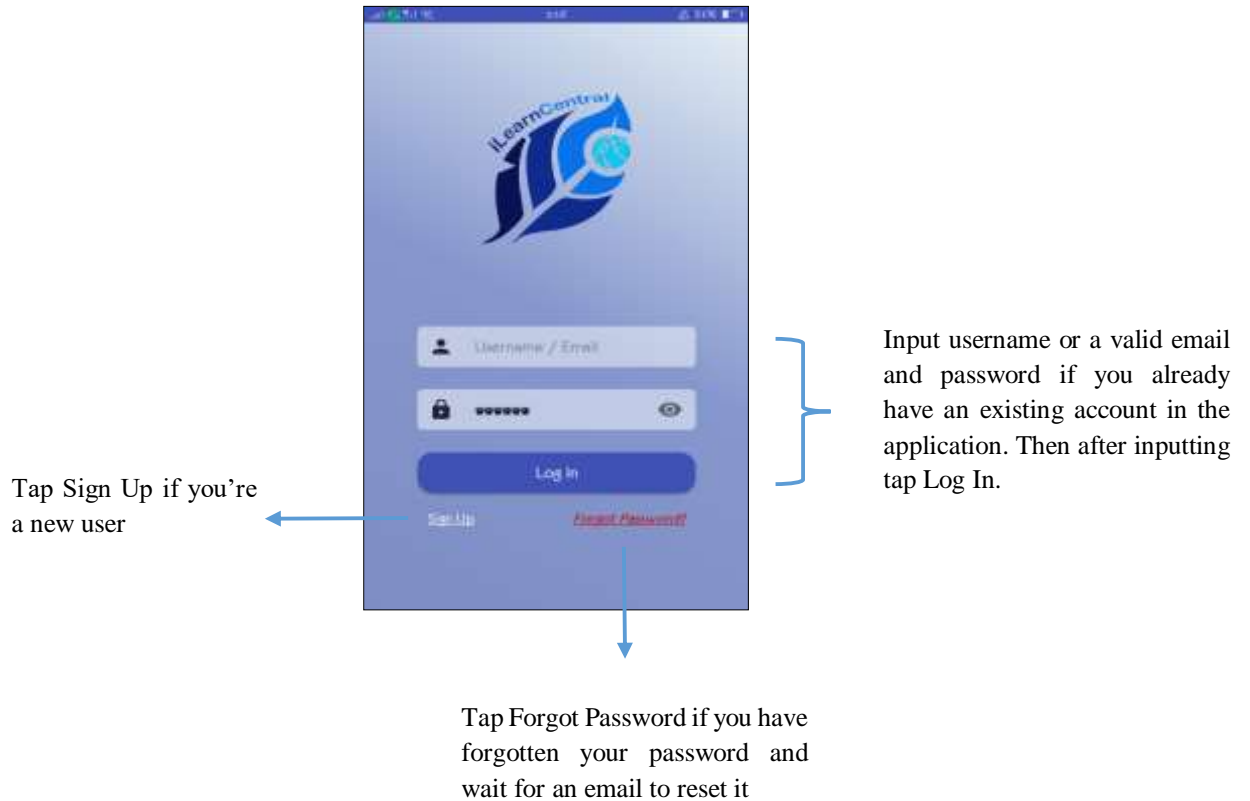 iLearnCentral
Username / Email
Log In
Sign Up
Forgot Password?
Input username or a valid email
and password if you already
have an existing account in the
application. Then after inputting
tap Log In.
Tap Sign Up if you’re
a new user
Tap Forgot Password if you have
forgotten your password and
wait for an email to reset it